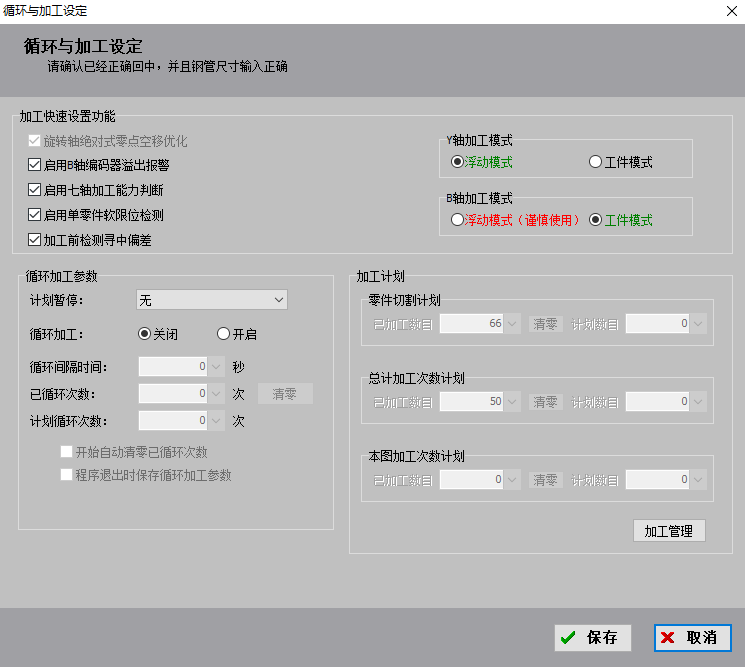 循环与加工设定
循环与加工设定
请确认已经正确回中，并且钢管尺寸输入正确
加工快速设置功能
旋转轴绝对式零点空移优化
启用B轴编码器溢出报警
启用七轴加工能力判断
启用单零件软限位检测
加工前检测寻中偏差
Y轴加工模式
浮动模式 工件模式
B轴加工模式
浮动模式（谨慎使用） 工件模式
循环加工参数
计划暂停： 无
循环加工： 关闭 开启
循环间隔时间： 0 秒
已循环次数： 0 次 清零
计划循环次数： 0 次
开始自动清零已循环次数
程序退出时保存循环加工参数
加工计划
零件切割计划
已加工数目 66 清零 计划数目 0
总计加工次数计划
已加工数目 50 清零 计划数目 0
本图加工次数计划
已加工数目 0 清零 计划数目 0
加工管理
保存 取消